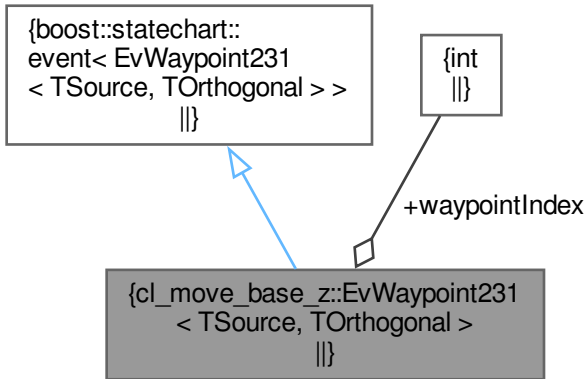 {boost::statechart::
event< EvWaypoint231
< TSource, TOrthogonal > >
||}
{int
||}
+waypointIndex
{cl_move_base_z::EvWaypoint231
< TSource, TOrthogonal >
||}